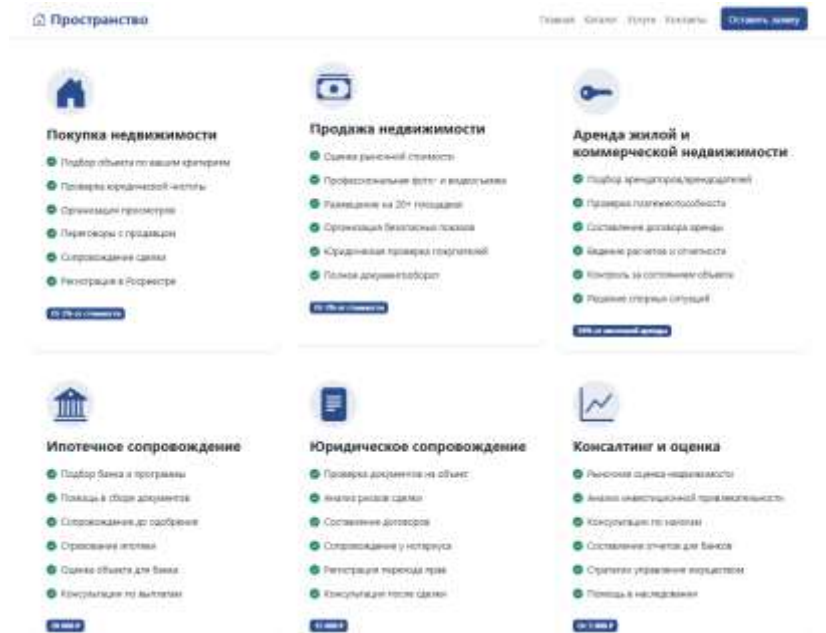 Пространство
Главная Каталог Услуги Контакты Оставить заявку
Покупка недвижимости
Подбор объекта по вашим критериям
Проверка юридической чистоты
Организация просмотров
Переговоры с продавцом
Сопровождение сделки
Регистрация в Росреестре
Продажа недвижимости
Оценка рыночной стоимости
Профессиональная фото- и видеосъемка
Размещение на 20+ площадках
Организация безопасных показов
Юридическая проверка покупателей
Полный документооборот
Аренда жилой и
коммерческой недвижимости
Подбор арендаторов/арендодателей
Проверка платежеспособности
Составление договора аренды
Ведение расчетов и отчетности
Контроль за состоянием объекта
Решение спорных ситуаций
Ипотечное сопровождение
Подбор банка и программы
Помощь в сборе документов
Сопровождение до одобрения
Страхование ипотеки
Оценка объекта для банка
Консультации по выплатам
Юридическое сопровождение
Проверка документов на объект
Анализ рисков сделки
Составление договоров
Сопровождение у нотариуса
Регистрация перехода прав
Консультации после сделки
Консалтинг и оценка
Рыночная оценка недвижимости
Анализ инвестиционной привлекательности
Консультации по налогам
Составление отчетов для банков
Стратегия управления имуществом
Помощь в наследовании